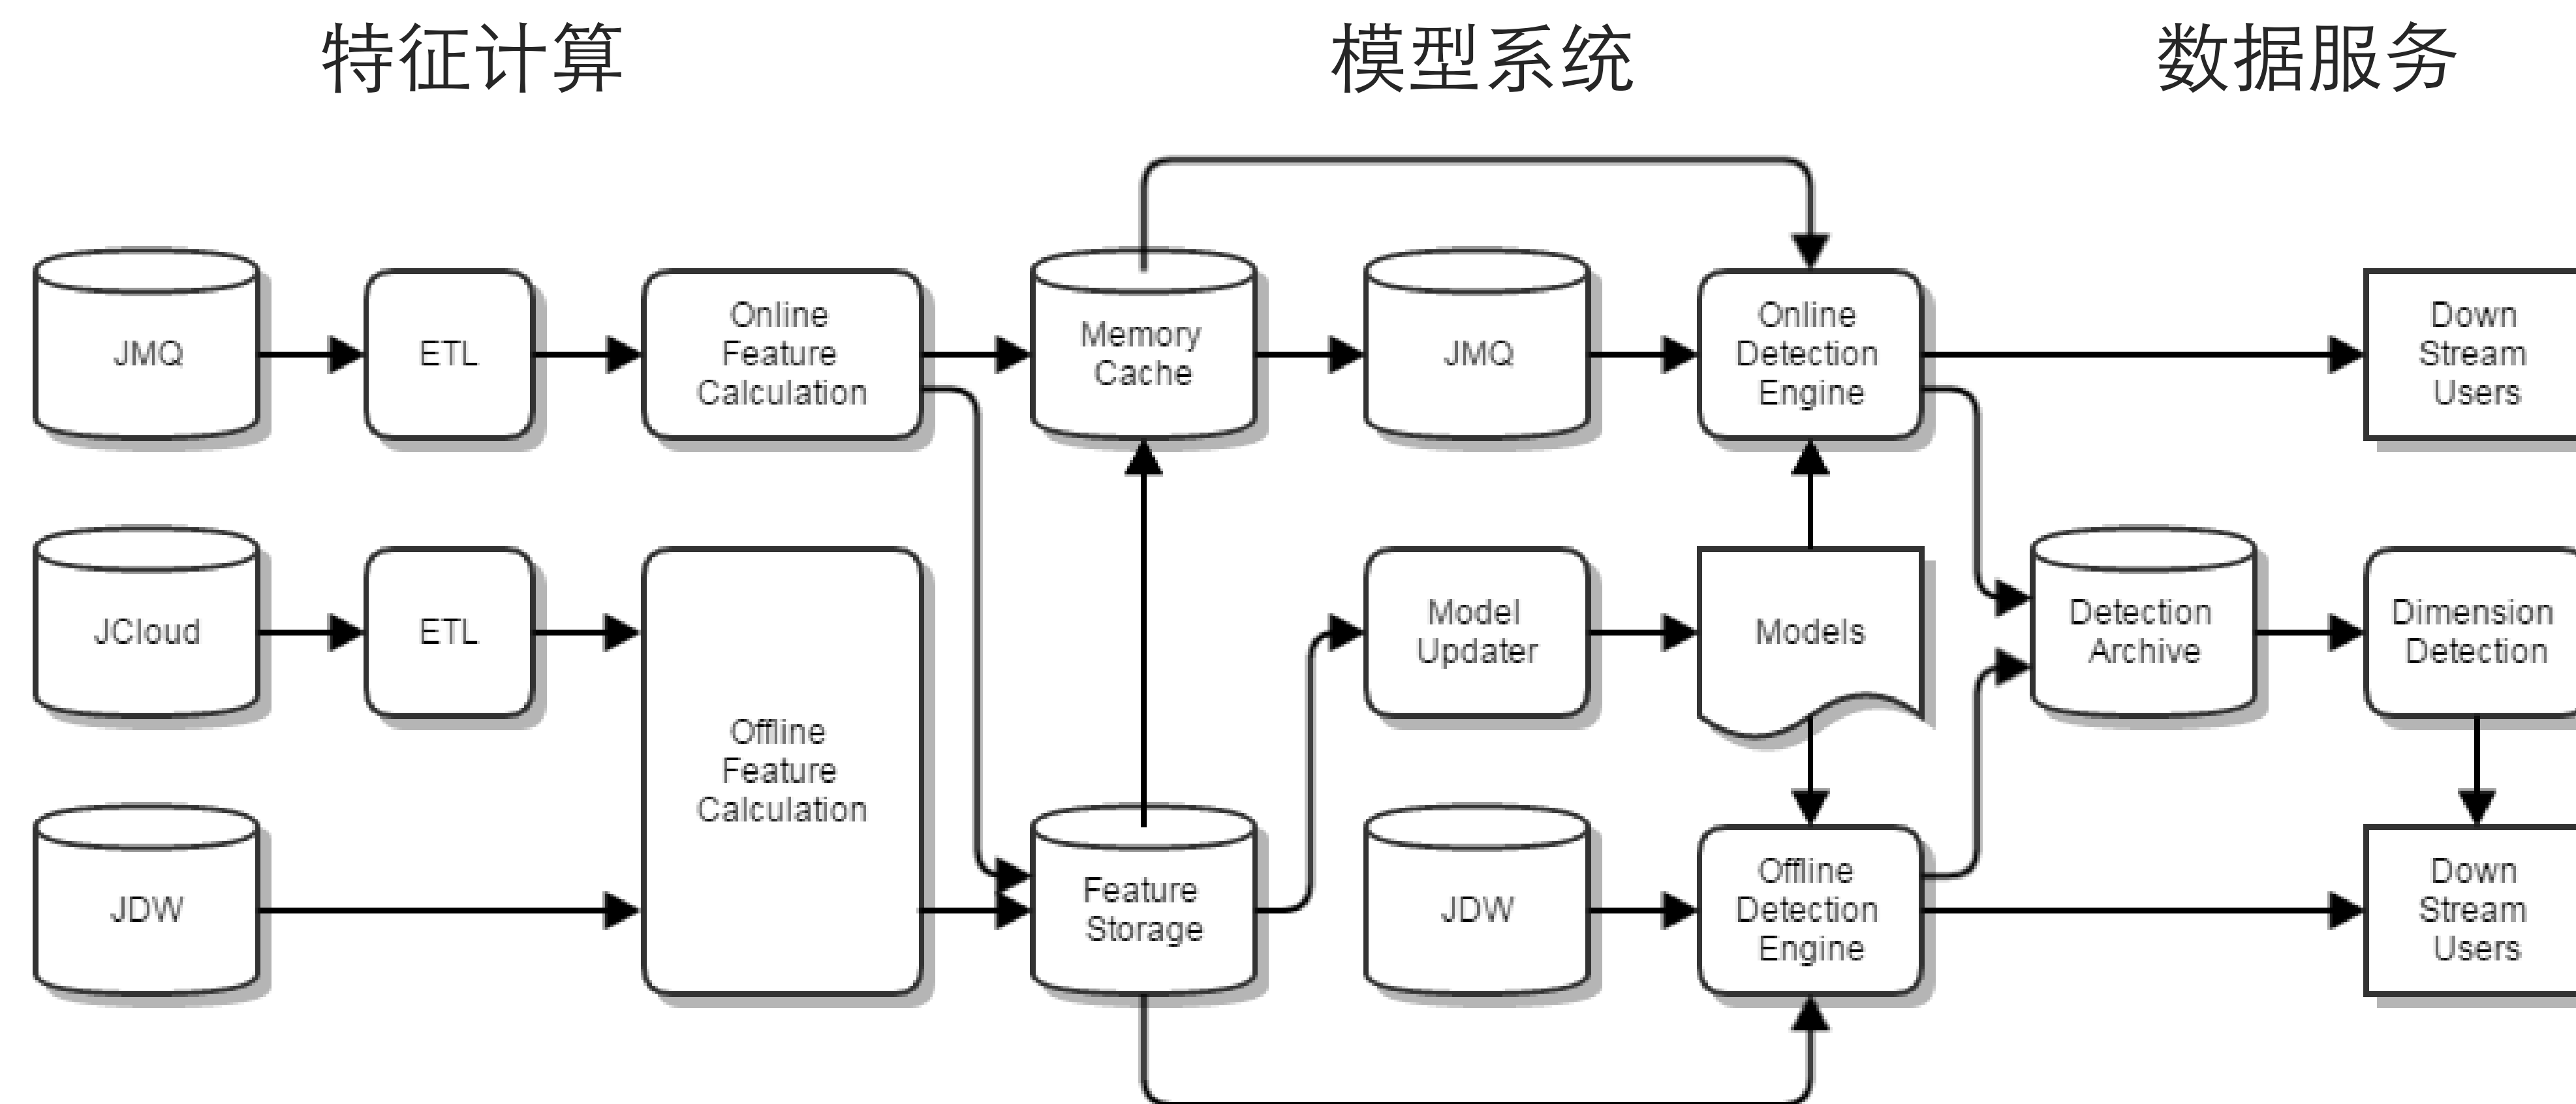 特征计算
模型系统
数据服务
JMQ
ETL
Online
Feature
Calculation
Memory
Cache
JMQ
Online
Detection
Engine
Down
Stream
Users
JCloud
ETL
Offline
Feature
Calculation
Model
Updater
Models
Detection
Archive
Dimension
Detection
JDW
Feature
Storage
JDW
Offline
Detection
Engine
Down
Stream
Users